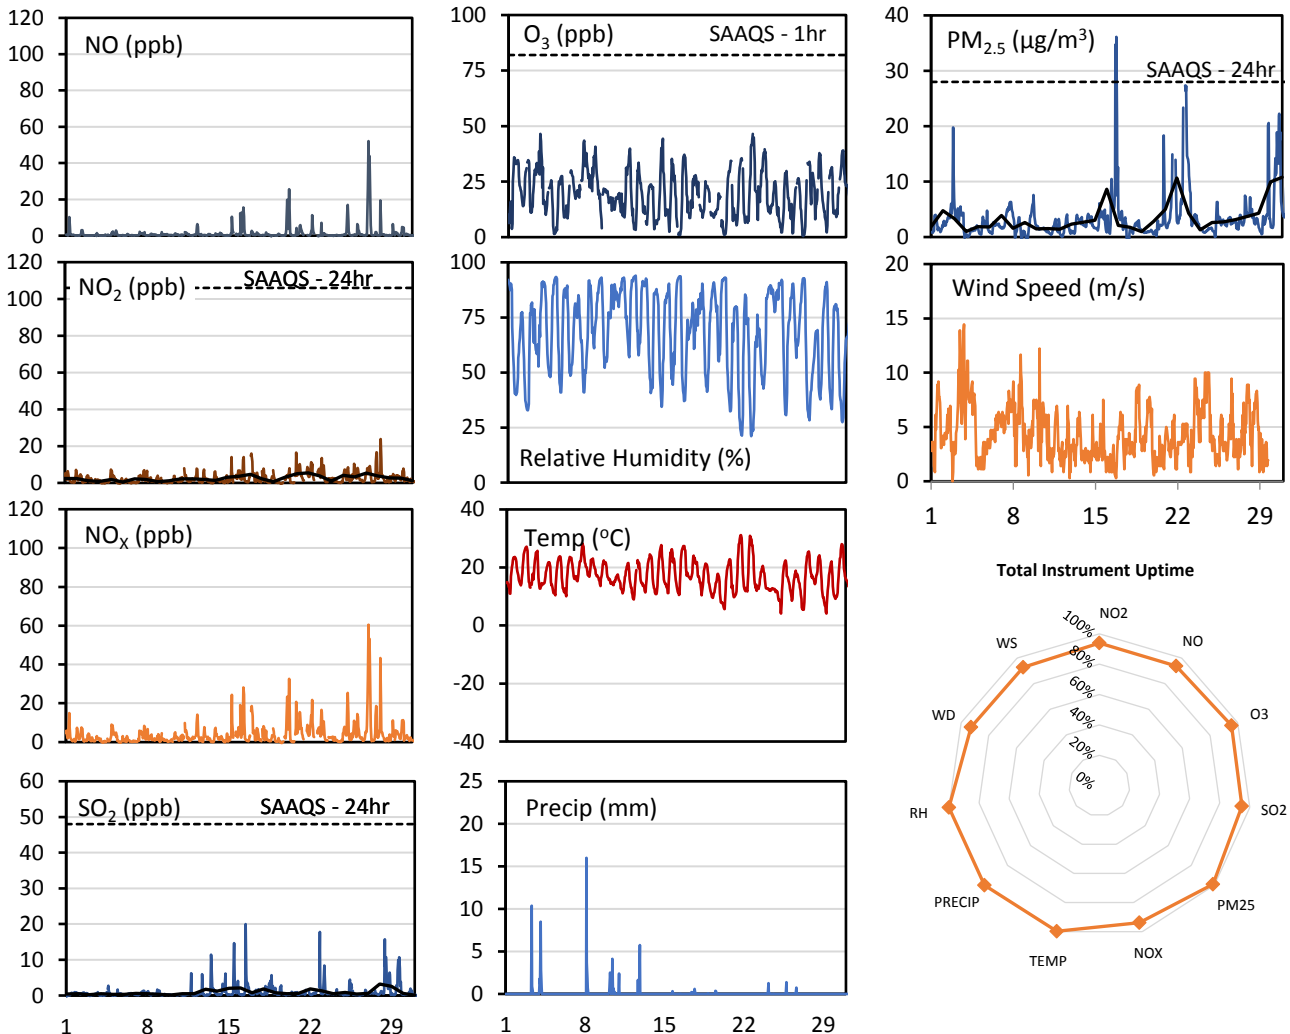 120
100
80
60
40
20
0
NO (ppb)
100
75
50
25
0
O3 (ppb)
SAAQS - 1hr
40
30
20
10
0
PM2.5 (µg/m³)
SAAQS - 24hr
120
100
80
60
40
20
0
NO2 (ppb)
SAAQS - 24hr
100
75
50
25
0
Relative Humidity (%)
20
15
10
5
0
Wind Speed (m/s)
1 8 15 22 29
120
100
80
60
40
20
0
NOX (ppb)
40
20
0
-20
-40
Temp (°C)
Total Instrument Uptime
100%
80%
60%
40%
20%
0%
NO2
NO
O3
SO2
PM25
NOX
TEMP
PRECIP
RH
WD
WS
60
50
40
30
20
10
0
SO2 (ppb)
SAAQS - 24hr
1 8 15 22 29
25
20
15
10
5
0
Precip (mm)
1 8 15 22 29